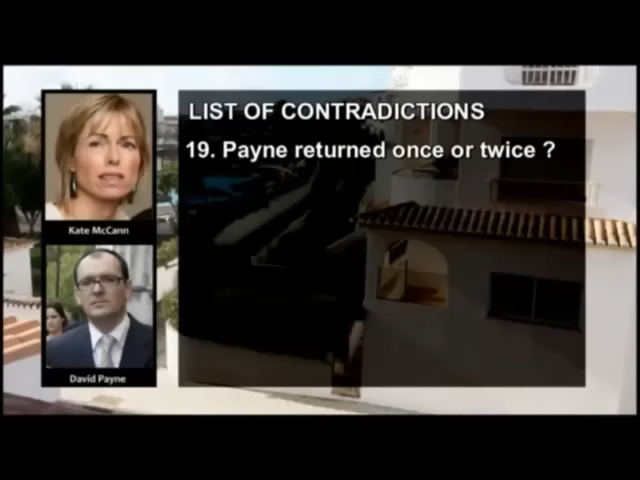 LIST OF CONTRADICTIONS
19. Payne returned once or twice ?
Kate McCann
David Payne